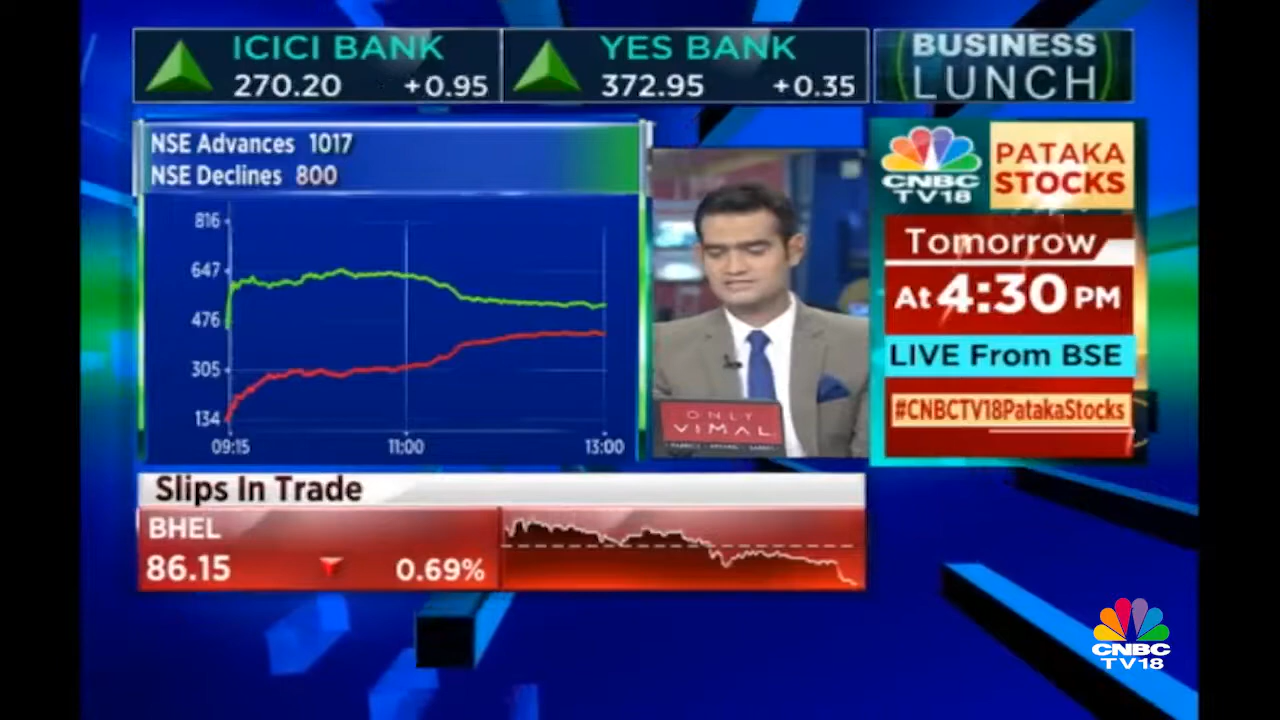 ICICI BANK
270.20 +0.95
YES BANK
372.95 +0.35
BUSINESS
LUNCH
NSE Advances 1017
NSE Declines 800
816
647
476
305
134
09:15 11:00 13:00
ONLY
VIMAL
CNBC
TV18
PATAKA
STOCKS
Tomorrow
At 4:30 PM
LIVE From BSE
#CNBCTV18PatakaStocks
Slips In Trade
BHEL
86.15 0.69%
CNBC
TV18